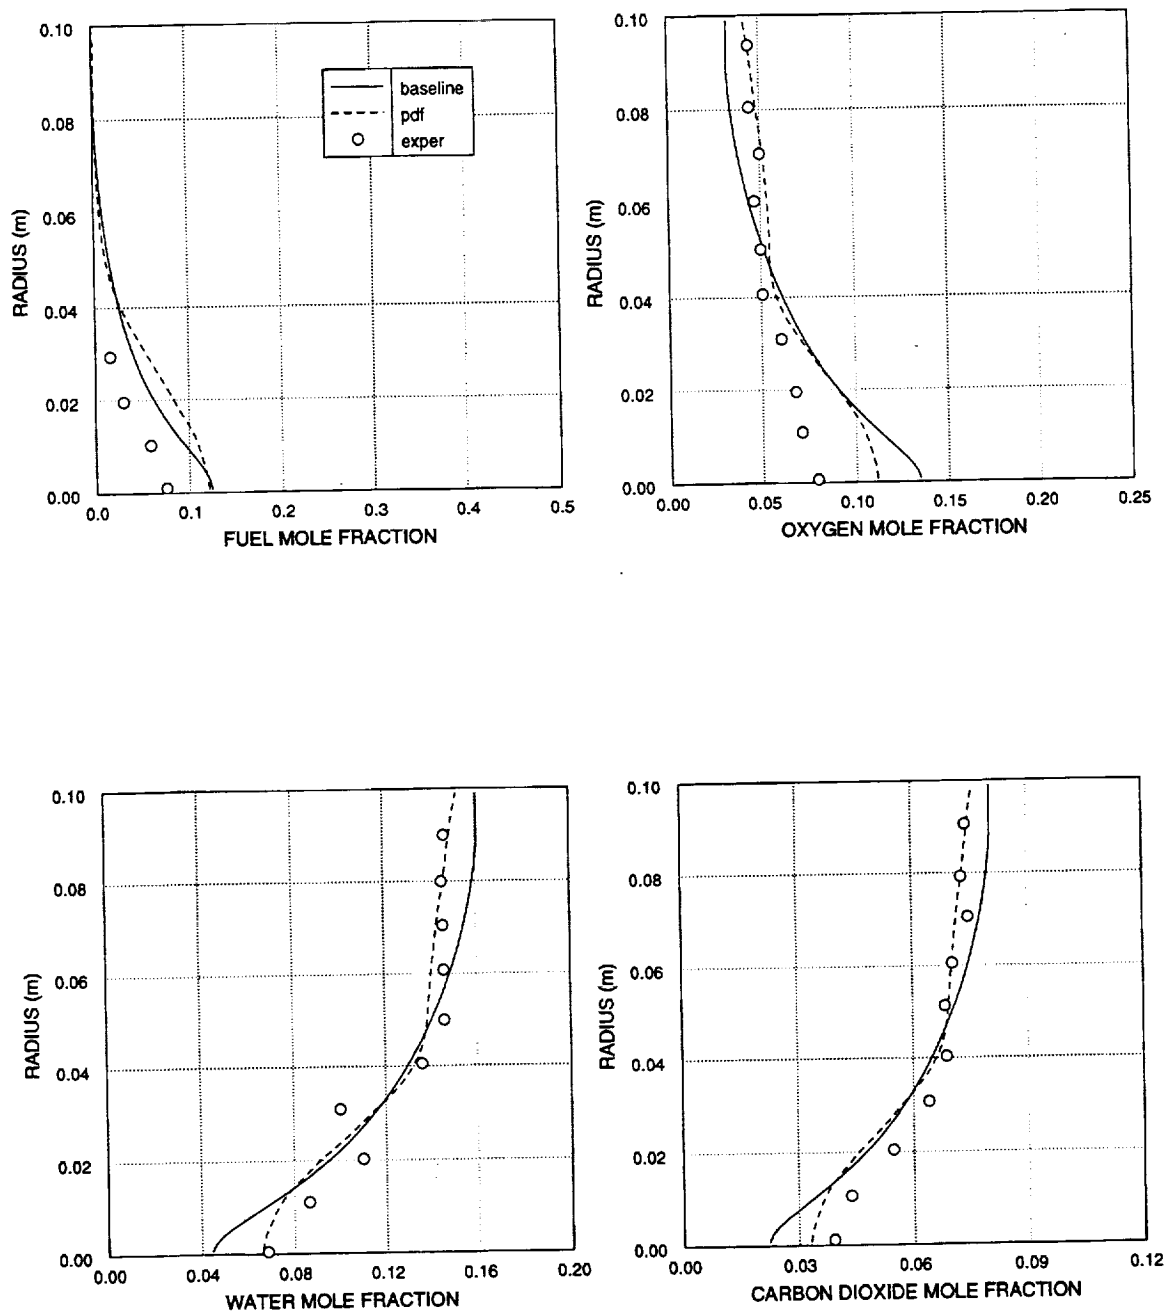 0.10
0.08
0.06
0.04
0.02
0.00
RADIUS (m)
baseline
pdf
exper
0.0 0.1 0.2 0.3 0.4 0.5
FUEL MOLE FRACTION
0.10
0.08
0.06
0.04
0.02
0.00
RADIUS (m)
0.00 0.05 0.10 0.15 0.20 0.25
OXYGEN MOLE FRACTION
0.10
0.08
0.06
0.04
0.02
0.00
RADIUS (m)
0.00 0.04 0.08 0.12 0.16 0.20
WATER MOLE FRACTION
0.10
0.08
0.06
0.04
0.02
0.00
RADIUS (m)
0.00 0.03 0.06 0.09 0.12
CARBON DIOXIDE MOLE FRACTION